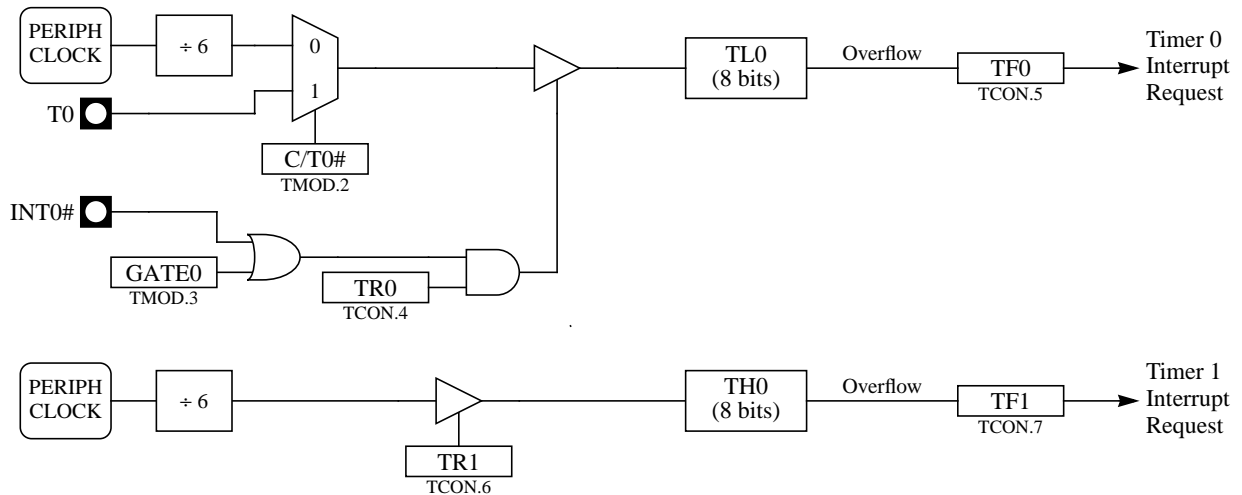 PERIPH
CLOCK
÷ 6
0
1
T0
C/T0#
TMOD.2
TL0
(8 bits)
Overflow
TF0
TCON.5
Timer 0
Interrupt
Request
INT0#
GATE0
TMOD.3
TR0
TCON.4
PERIPH
CLOCK
÷ 6
TR1
TCON.6
TH0
(8 bits)
Overflow
TF1
TCON.7
Timer 1
Interrupt
Request